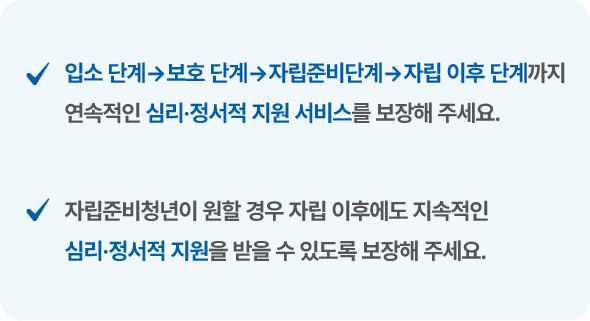 입소 단계→보호 단계→자립준비단계→자립 이후 단계까지
연속적인 심리·정서적 지원 서비스를 보장해 주세요.
자립준비청년이 원할 경우 자립 이후에도 지속적인
심리·정서적 지원을 받을 수 있도록 보장해 주세요.